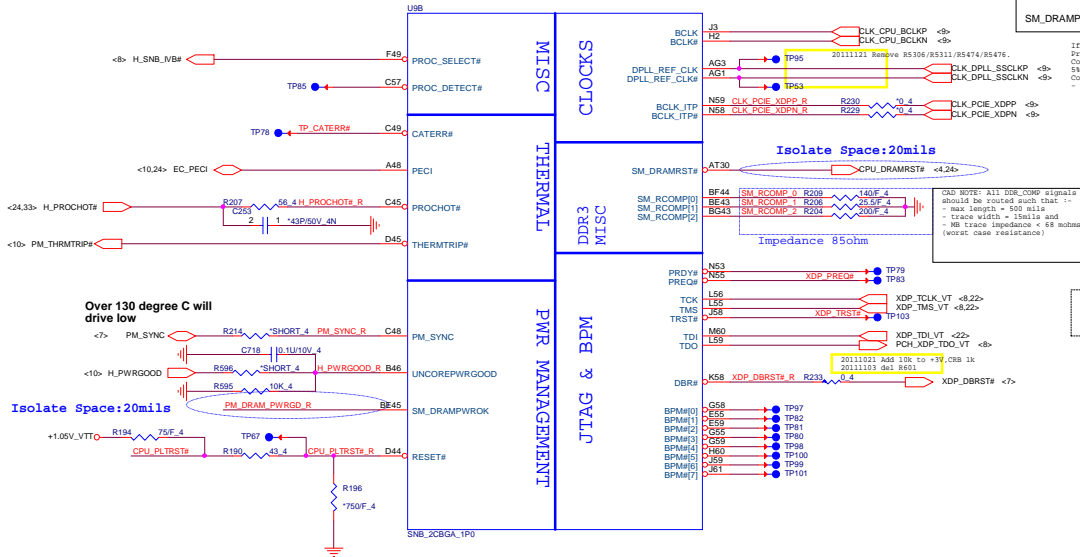 U9B
SM_DRAMP
<8> H_SNB_IVB# F49 PROC_SELECT#
TP85 C57 PROC_DETECT#
MISC
CLOCKS
BCLK J3 CLK_CPU_BCLKP <9>
BCLK# H2 CLK_CPU_BCLKN <9>
TP95
20111121 Remove R5306/R5311/R5474/R5476.
DPLL_REF_CLK AG3 CLK_DPLL_SSCLKP <9>
DPLL_REF_CLK# AG1 CLK_DPLL_SSCLKN <9>
TP53
BCLK_ITP N59 CLK_PCIE_XDPP_R R230 *0_4 CLK_PCIE_XDPP <9>
BCLK_ITP# N58 CLK_PCIE_XDPN_R R229 *0_4 CLK_PCIE_XDPN <9>
If
Pr
Co
5%
Co
-
TP78 TP_CATERR# C49 CATERR#
<10,24> EC_PECI A48 PECI
<24,33> H_PROCHOT# R207 56_4 H_PROCHOT#_R C45 PROCHOT#
C253 2 1 *43P/50V_4N
<10> PM_THRMTRIP# D45 THERMTRIP#
THERMAL
DDR3
MISC
Isolate Space:20mils
SM_DRAMRST# AT30 CPU_DRAMRST# <4,24>
SM_RCOMP[0] BF44 SM_RCOMP_0 R209 140/F_4
SM_RCOMP[1] BE43 SM_RCOMP_1 R206 25.5/F_4
SM_RCOMP[2] BG43 SM_RCOMP_2 R204 200/F_4
Impedance 85ohm
CAD NOTE: All DDR_COMP signals
should be routed such that :-
- max length = 500 mils
- trace width = 15mils and
- MB trace impedance < 68 mohms
(worst case resistance)
PRDY# N53 TP79
PREQ# N55 XDP_PREQ# TP83
TCK L56 XDP_TCLK_VT <8,22>
TMS L55 XDP_TMS_VT <8,22>
TRST# J58 XDP_TRST# TP103
TDI M60 XDP_TDI_VT <22>
TDO L59 PCH_XDP_TDO_VT <8>
20111021 Add 10k to +3V,CRB 1k
20111103 del R601
DBR# K58 XDP_DBRST#_R R233 0_4 XDP_DBRST# <7>
BPM#[0] G58 TP97
BPM#[1] E55 TP82
BPM#[2] E59 TP81
BPM#[3] G55 TP80
BPM#[4] G59 TP98
BPM#[5] H60 TP100
BPM#[6] J59 TP99
BPM#[7] J61 TP101
JTAG & BPM
PWR MANAGEMENT
Over 130 degree C will
drive low
<7> PM_SYNC R214 *SHORT_4 PM_SYNC_R C48 PM_SYNC
C718 0.1U/10V_4
<10> H_PWRGOOD R596 *SHORT_4 H_PWRGOOD_R B46 UNCOREPWRGOOD
R595 10K_4
Isolate Space:20mils
PM_DRAM_PWRGD_R BE45 SM_DRAMPWROK
+1.05V_VTT R194 75/F_4 TP67
CPU_PLTRST# R190 43_4 CPU_PLTRST#_R D44 RESET#
R196
*750/F_4
SNB_2CBGA_1P0